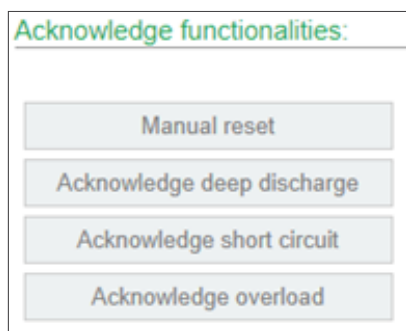 Acknowledge functionalities:
Manual reset
Acknowledge deep discharge
Acknowledge short circuit
Acknowledge overload